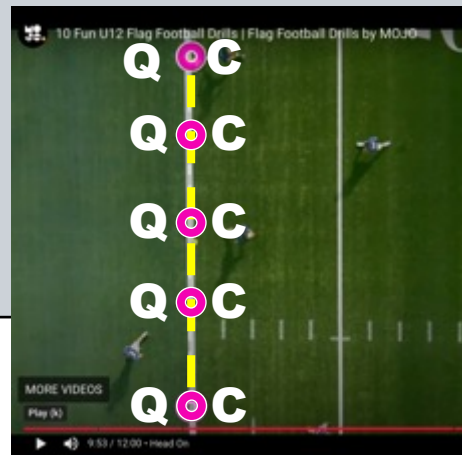 10 Fun U12 Flag Football Drills | Flag Football Drills by MOJO
Q C
Q C
Q C
Q C
MORE VIDEOS
Play (k)
Q C
9:53 / 12:00 • Head On